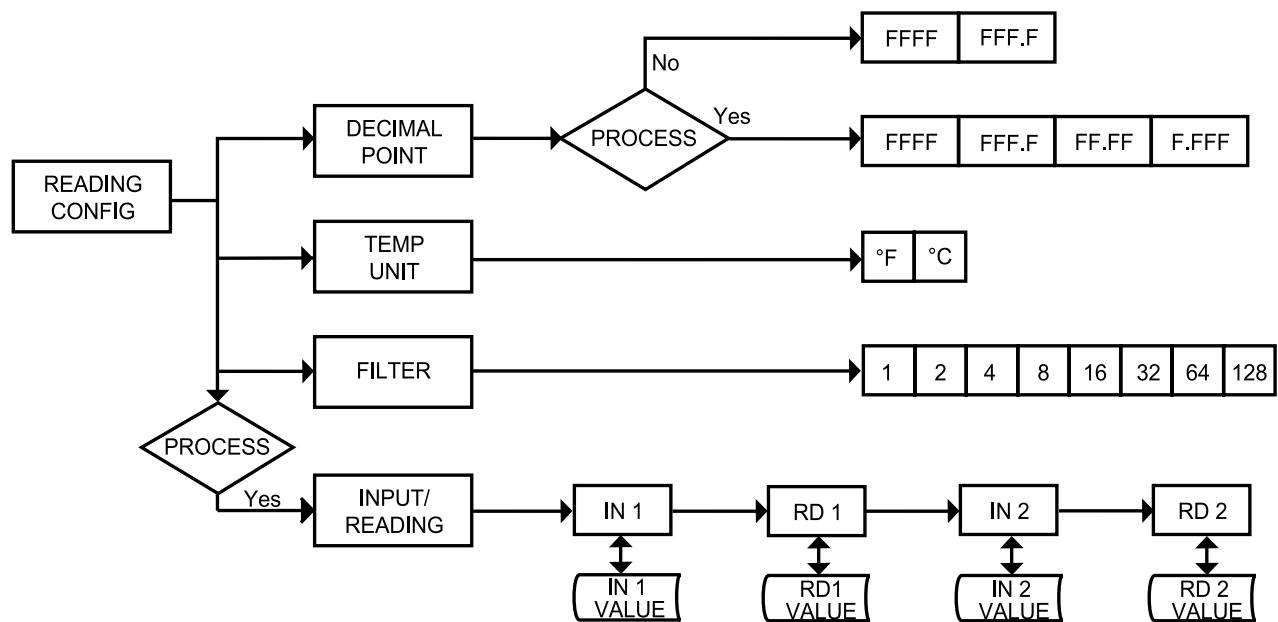 FFFF FFF.F
No
DECIMAL
POINT
PROCESS
Yes
FFFF FFF.F FF.FF F.FFF
READING
CONFIG
TEMP
UNIT
°F °C
FILTER
1 2 4 8 16 32 64 128
PROCESS
Yes
INPUT/
READING
IN 1
RD 1
IN 2
RD 2
IN 1
VALUE
RD1
VALUE
IN 2
VALUE
RD 2
VALUE